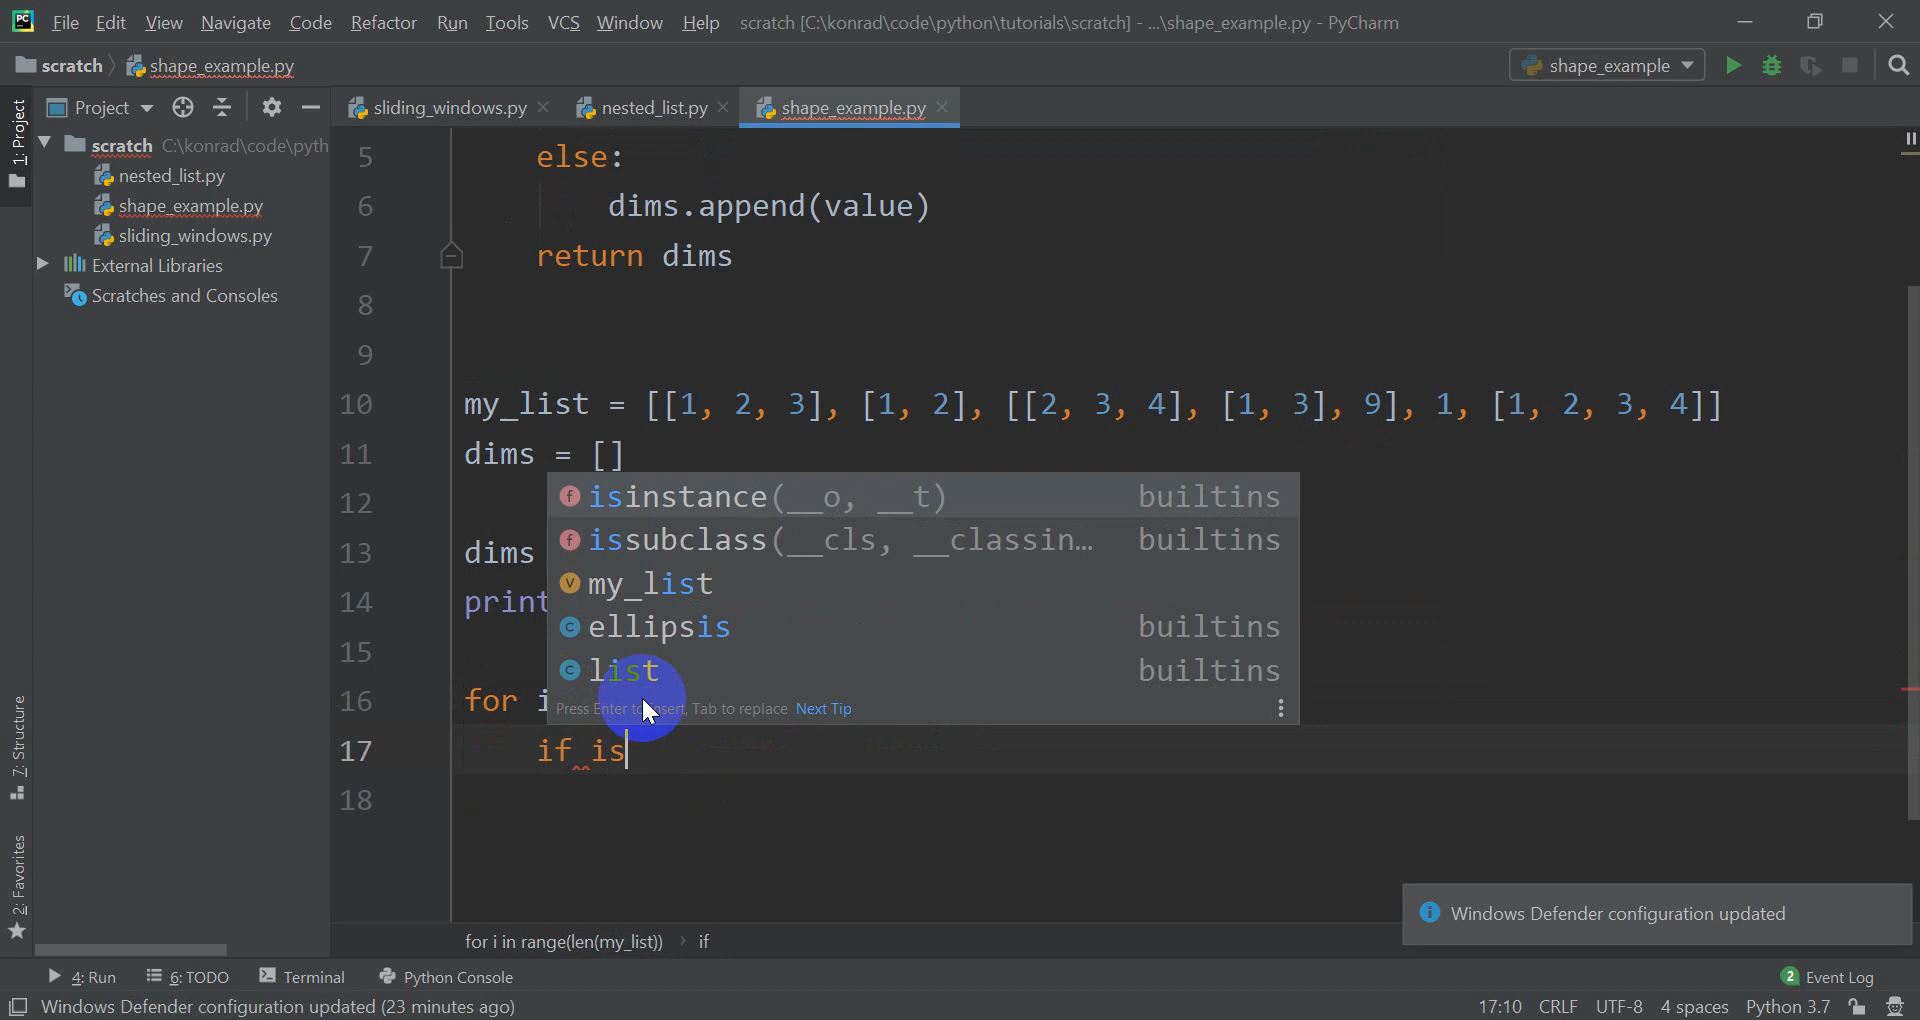 File Edit View Navigate Code Refactor Run Tools VCS Window Help scratch [C:\konrad\code\python\tutorials\scratch] - ...\shape_example.py - PyCharm
scratch shape_example.py shape_example
1: Project
Project
sliding_windows.py nested_list.py shape_example.py
scratch C:\konrad\code\pyth
nested_list.py
shape_example.py
sliding_windows.py
External Libraries
Scratches and Consoles
5 else:
6 dims.append(value)
7 return dims
8
9
10 my_list = [[1, 2, 3], [1, 2], [[2, 3, 4], [1, 3], 9], 1, [1, 2, 3, 4]]
11 dims = []
12
13 dims
14 print
15
16 for i
17 if is
18
isinstance(__o, __t) builtins
issubclass(__cls, __classin... builtins
my_list
ellipsis builtins
list builtins
Press Enter to insert, Tab to replace Next Tip
7: Structure
2: Favorites
Windows Defender configuration updated
for i in range(len(my_list)) if
4: Run 6: TODO Terminal Python Console 2 Event Log
Windows Defender configuration updated (23 minutes ago) 17:10 CRLF UTF-8 4 spaces Python 3.7